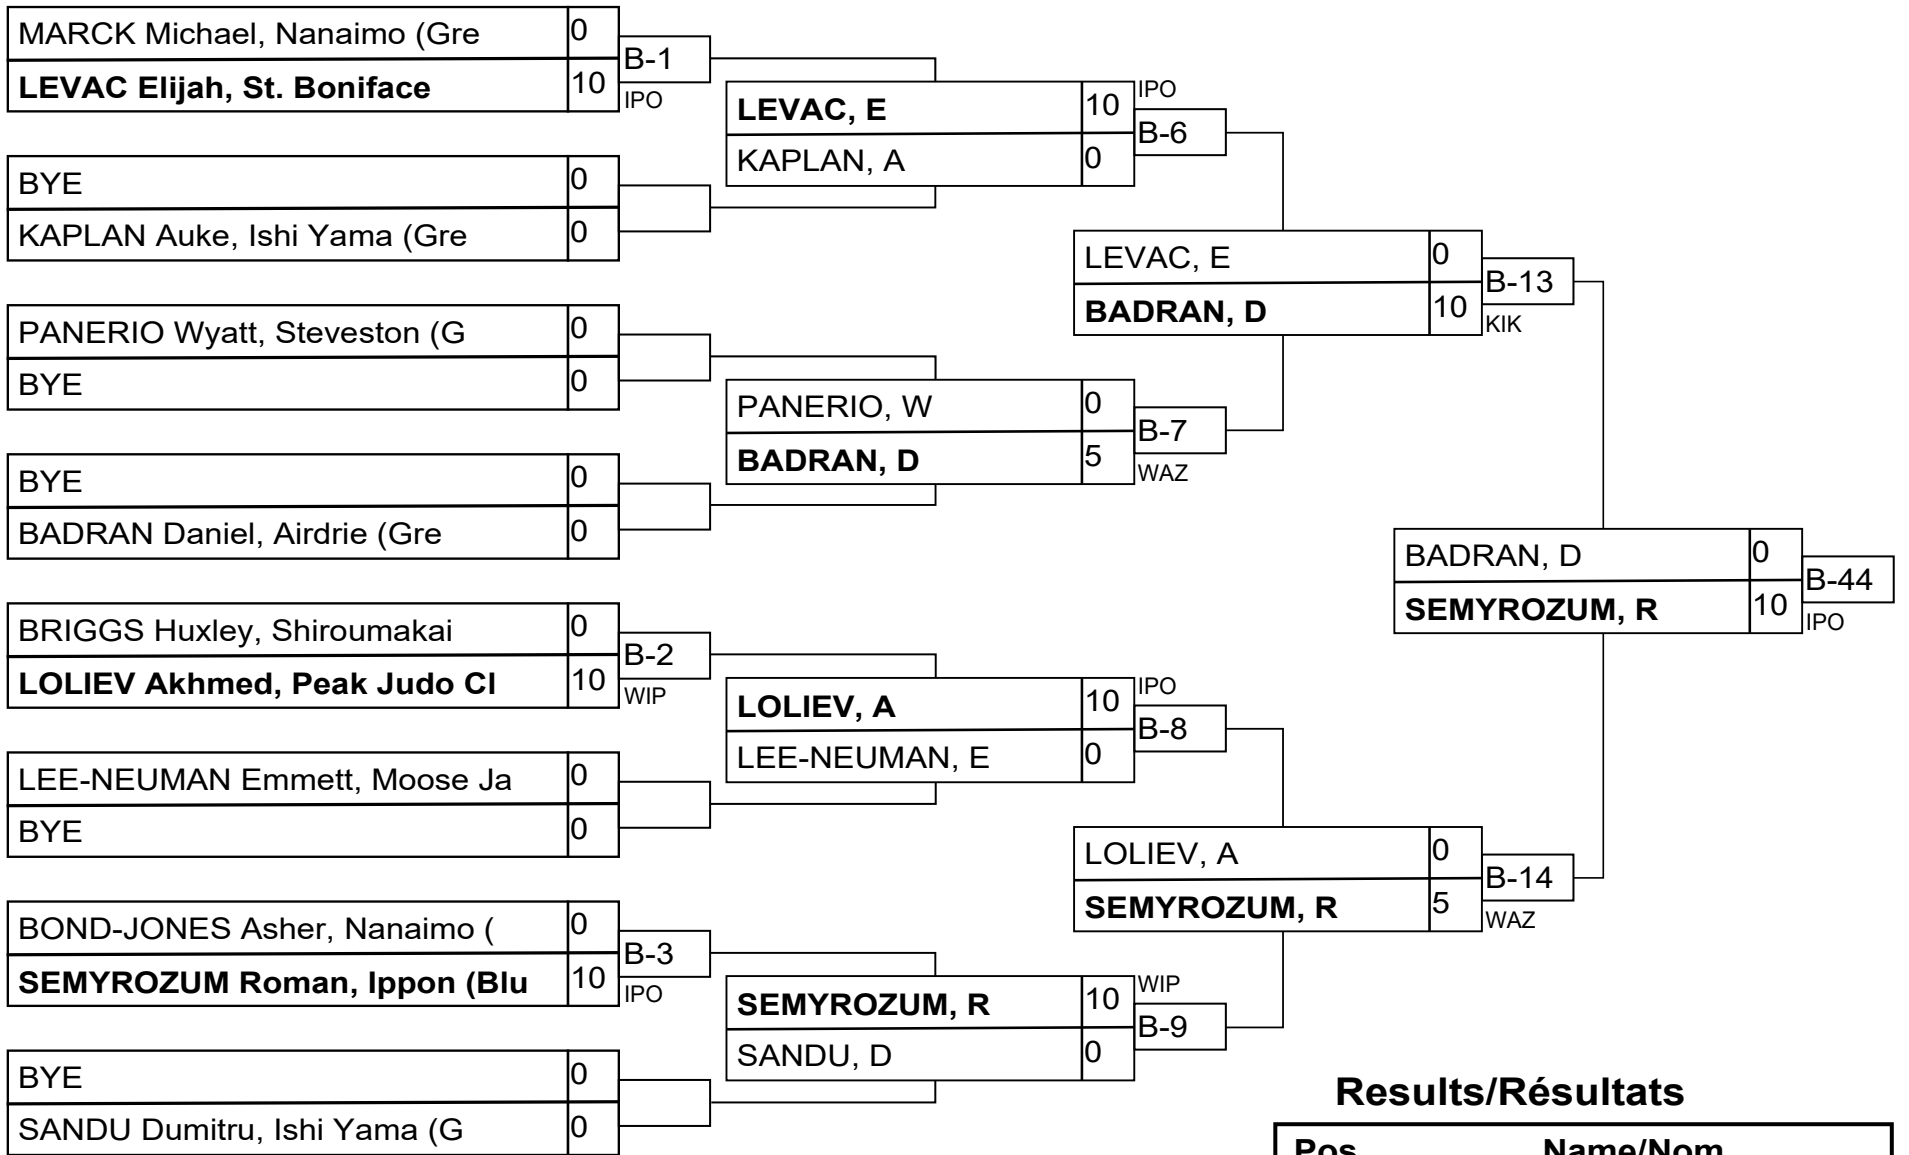 MARCK Michael, Nanaimo (Gre 0
LEVAC Elijah, St. Boniface 10
B-1
IPO
BYE 0
KAPLAN Auke, Ishi Yama (Gre 0
PANERIO Wyatt, Steveston (G 0
BYE 0
BYE 0
BADRAN Daniel, Airdrie (Gre 0
BRIGGS Huxley, Shiroumakai 0
LOLIEV Akhmed, Peak Judo Cl 10
B-2
WIP
LEE-NEUMAN Emmett, Moose Ja 0
BYE 0
BOND-JONES Asher, Nanaimo ( 0
SEMYROZUM Roman, Ippon (Blu 10
B-3
IPO
BYE 0
SANDU Dumitru, Ishi Yama (G 0
LEVAC, E 10
KAPLAN, A 0
IPO
B-6
PANERIO, W 0
BADRAN, D 5
B-7
WAZ
LOLIEV, A 10
LEE-NEUMAN, E 0
IPO
B-8
SEMYROZUM, R 10
SANDU, D 0
WIP
B-9
LEVAC, E 0
BADRAN, D 10
B-13
KIK
LOLIEV, A 0
SEMYROZUM, R 5
B-14
WAZ
BADRAN, D 0
SEMYROZUM, R 10
B-44
IPO
Results/Résultats
Pos Name/Nom